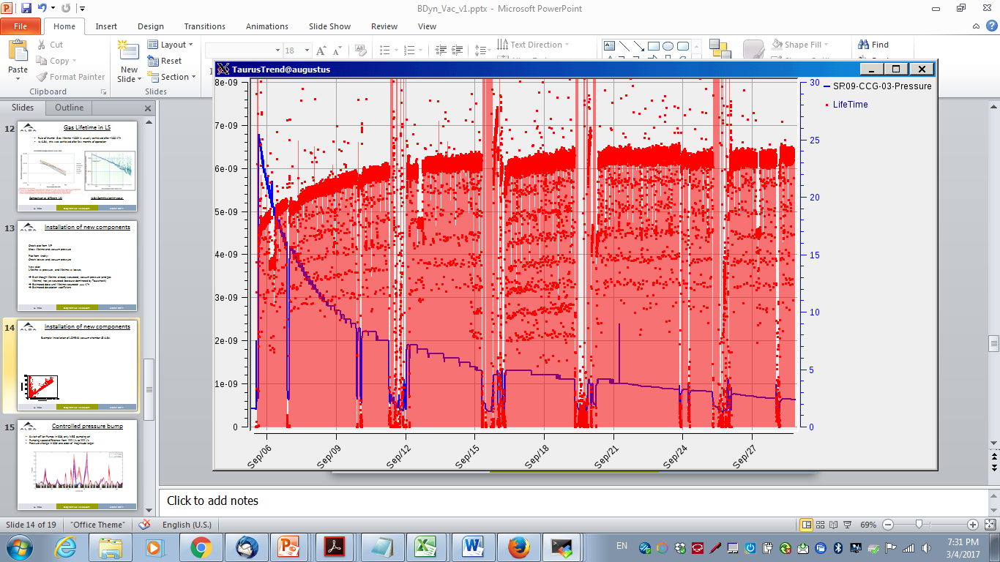 BDyn_Vac_v1.pptx - Microsoft PowerPoint
File
Home
Insert
Design
Transitions
Animations
Slide Show
Review
View
Paste
Cut
Copy
Format Painter
Clipboard
New
Slide
Layout
Reset
Section
Slides
18
Text Direction
Shape Fill
Find
Slides
Outline
12
ALBA
Gas Lifetime in LS
13
ALBA
Installation of new components
14
ALBA
Installation of new components
15
ALBA
Controlled pressure bump
TaurusTrend@augustus
8e-09
7e-09
6e-09
5e-09
4e-09
3e-09
2e-09
1e-09
0
30
25
20
15
10
5
0
Sep/06
Sep/09
Sep/12
Sep/15
Sep/18
Sep/21
Sep/24
Sep/27
SR09-CCG-03-Pressure
LifeTime
Click to add notes
Slide 14 of 19
"Office Theme"
English (U.S.)
69%
EN
7:31 PM
3/4/2017